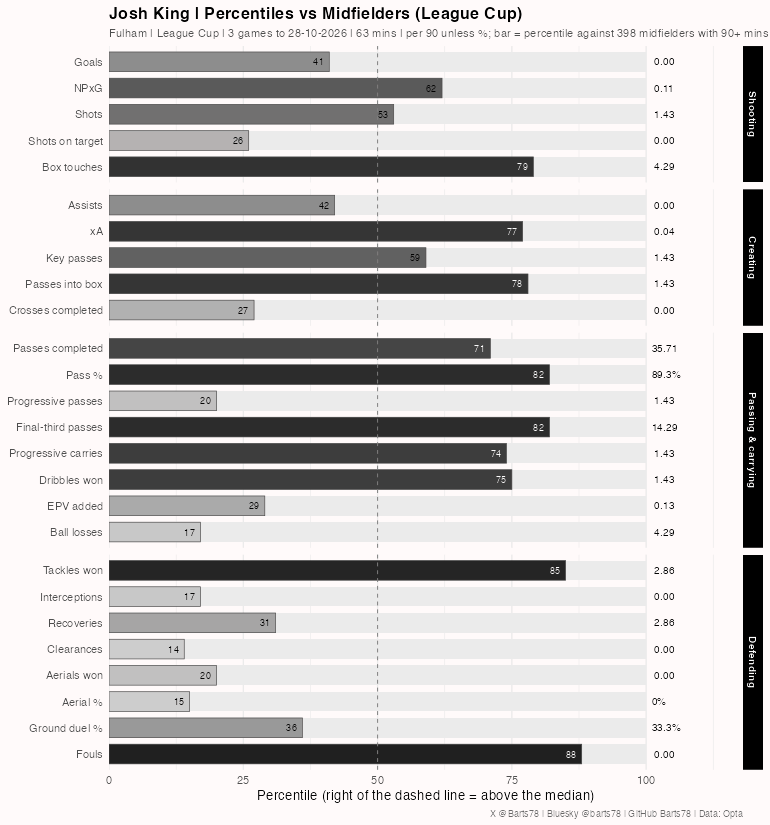 Josh King | Percentiles vs Midfielders (League Cup)
Fulham | League Cup | 3 games to 28-10-2026 | 63 mins | per 90 unless %; bar = percentile against 398 midfielders with 90+ mins
Goals 41 0.00
NPxG 62 0.11
Shots 53 1.43
Shots on target 26 0.00
Box touches 79 4.29
Shooting
Assists 42 0.00
xA 77 0.04
Key passes 59 1.43
Passes into box 78 1.43
Crosses completed 27 0.00
Creating
Passes completed 71 35.71
Pass % 82 89.3%
Progressive passes 20 1.43
Final-third passes 82 14.29
Progressive carries 74 1.43
Dribbles won 75 1.43
EPV added 29 0.13
Ball losses 17 4.29
Passing & carrying
Tackles won 85 2.86
Interceptions 17 0.00
Recoveries 31 2.86
Clearances 14 0.00
Aerials won 20 0.00
Aerial % 15 0%
Ground duel % 36 33.3%
Fouls 88 0.00
Defending
0 25 50 75 100
Percentile (right of the dashed line = above the median)
X @Barts78 | Bluesky @barts78 | GitHub Barts78 | Data: Opta